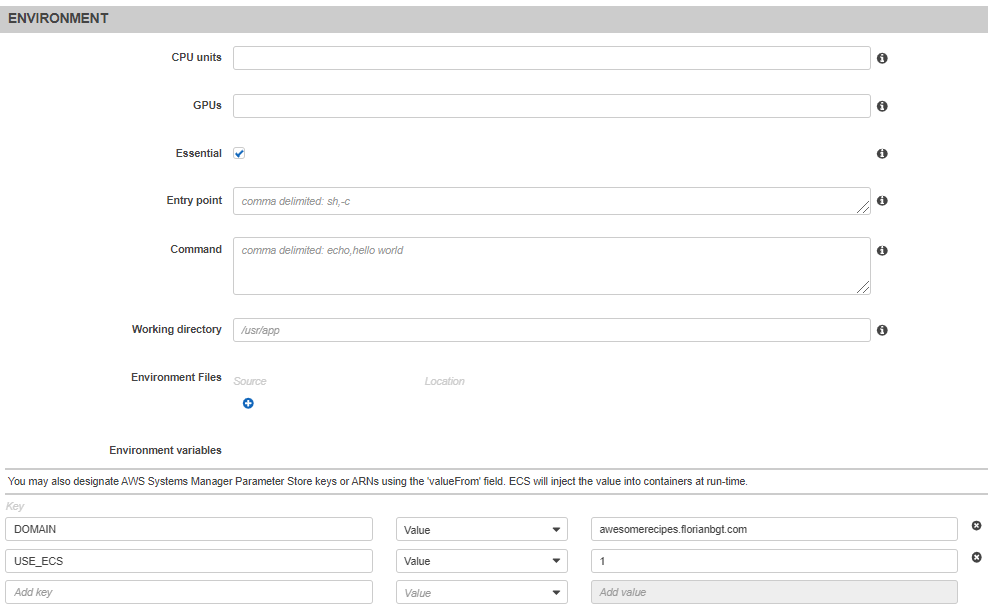 ENVIRONMENT
CPU units
GPUs
Essential
Entry point
comma delimited: sh,-c
Command
comma delimited: echo,hello world
Working directory
/usr/app
Environment Files
Source Location
Environment variables
You may also designate AWS Systems Manager Parameter Store keys or ARNs using the 'valueFrom' field. ECS will inject the value into containers at run-time.
Key
DOMAIN Value awesomerecipes.florianbgt.com
USE_ECS Value 1
Add key Value Add value